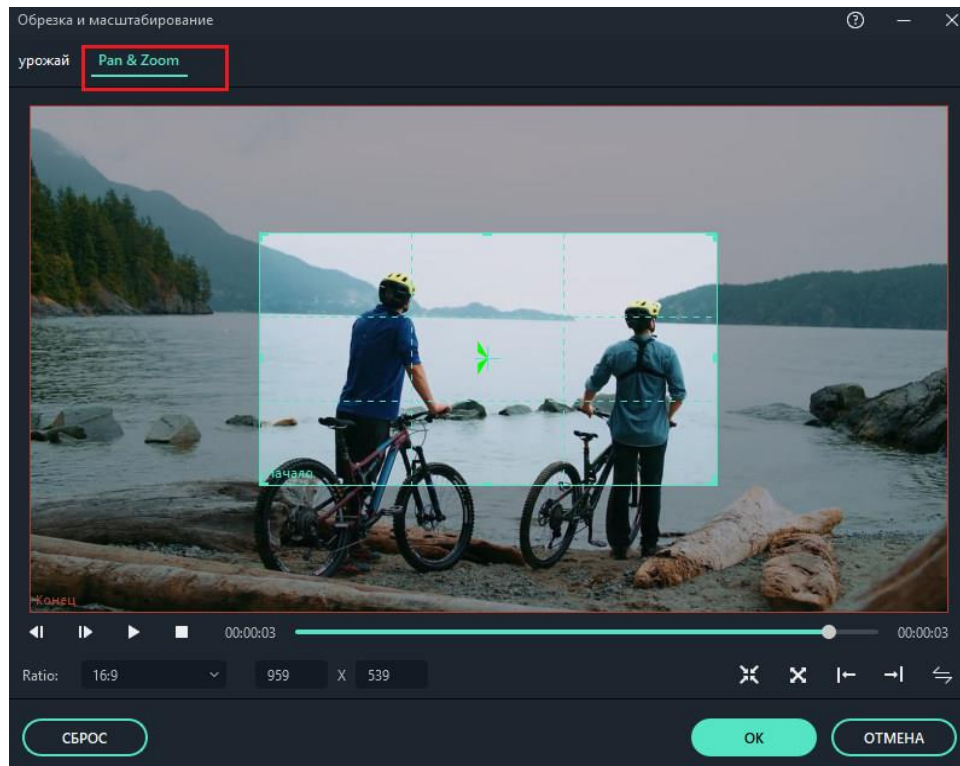 Обрезка и масштабирование
урожай Pan & Zoom
Начало
Конец
00:00:03 00:00:03
Ratio: 16:9 959 X 539
СБРОС OK ОТМЕНА